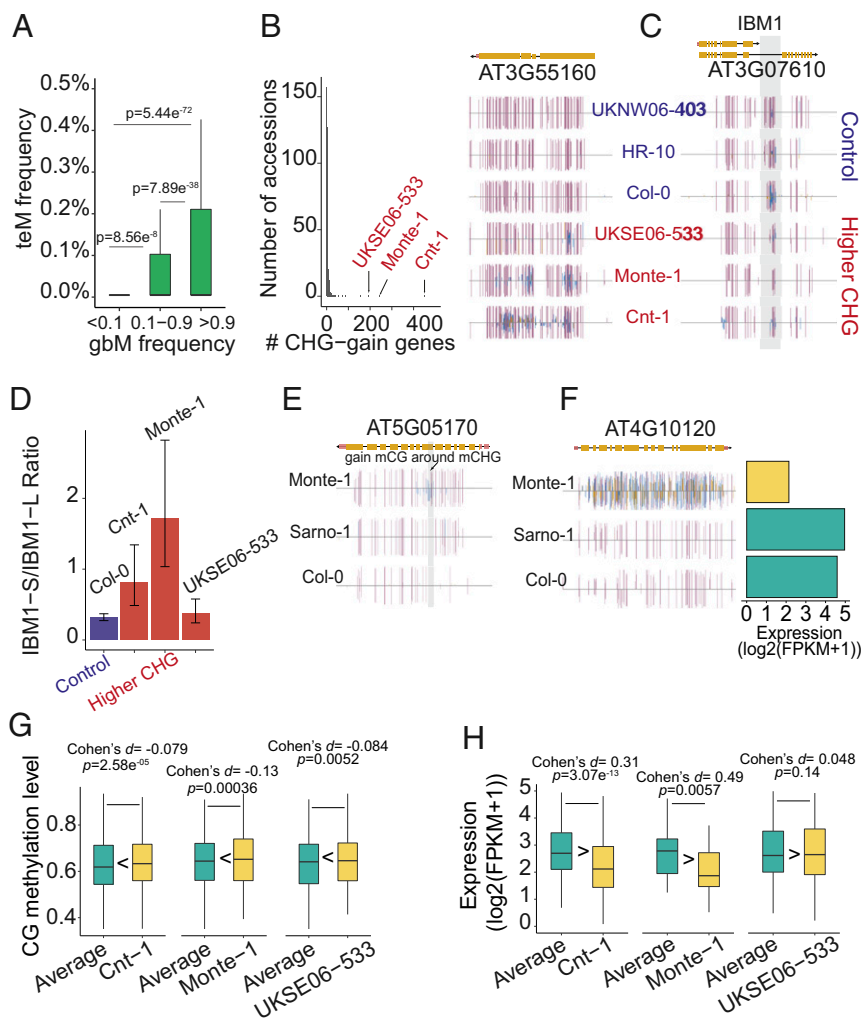 A
teM frequency
0.5%
0.4%
0.3%
0.2%
0.1%
0.0%
p=5.44e-72
p=7.89e-38
p=8.56e-8
<0.1 0.1−0.9 >0.9
gbM frequency
B
Number of accessions
150
100
50
0
UKSE06-533
Monte-1
Cnt-1
0 200 400
# CHG−gain genes
C
IBM1
AT3G55160
AT3G07610
UKNW06-403
HR-10
Col-0
UKSE06-533
Monte-1
Cnt-1
Control
Higher CHG
D
IBM1−S/IBM1−L Ratio
2
1
0
Col-0
Cnt-1
Monte-1
UKSE06-533
Control
Higher CHG
E
AT5G05170
gain mCG around mCHG
Monte-1
Sarno-1
Col-0
F
AT4G10120
Monte-1
Sarno-1
Col-0
0 1 2 3 4 5
Expression
(log2(FPKM+1))
G
CG methylation level
0.8
0.6
0.4
Cohen's d= -0.079
p=2.58e-05
Cohen's d= -0.13
p=0.00036
Cohen's d= -0.084
p=0.0052
<
<
<
Average
Cnt−1
Average
Monte−1
Average
UKSE06−533
H
Expression
(log2(FPKM+1))
5
4
3
2
1
0
Cohen's d= 0.31
p=3.07e-13
Cohen's d= 0.49
p=0.0057
Cohen's d= 0.048
p=0.14
>
>
>
Average
Cnt−1
Average
Monte−1
Average
UKSE06−533